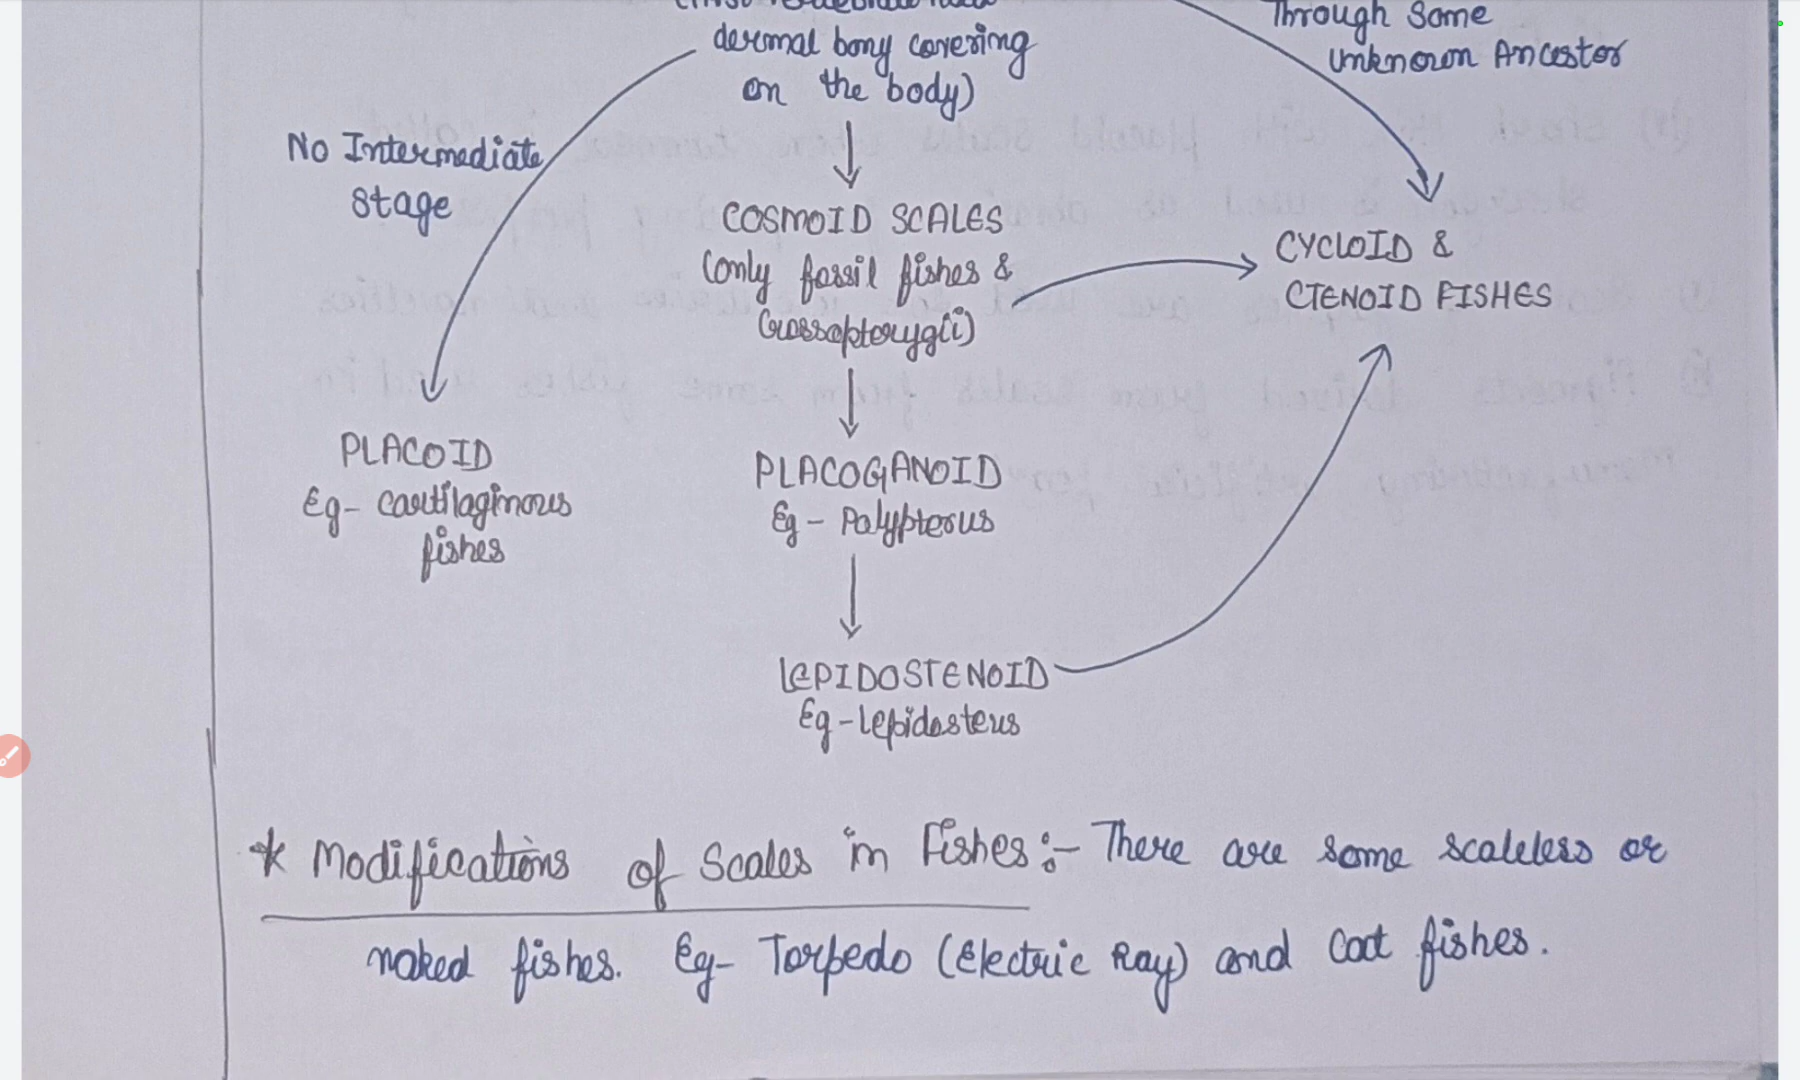 dermal bony covering
on the body)
Through Some
Unknown Ancestor
No Intermediate
stage
COSMOID SCALES
(only fossil fishes &
Crossopterygii)
CYCLOID &
CTENOID FISHES
PLACOID
Eg- cartilaginous
fishes
PLACOGANOID
Eg - Polypterus
LEPIDOSTENOID
Eg - Lepidosteus
* Modifications of Scales in Fishes :- There are some scaleless or
naked fishes. Eg- Torpedo (Electric Ray) and Cat fishes.